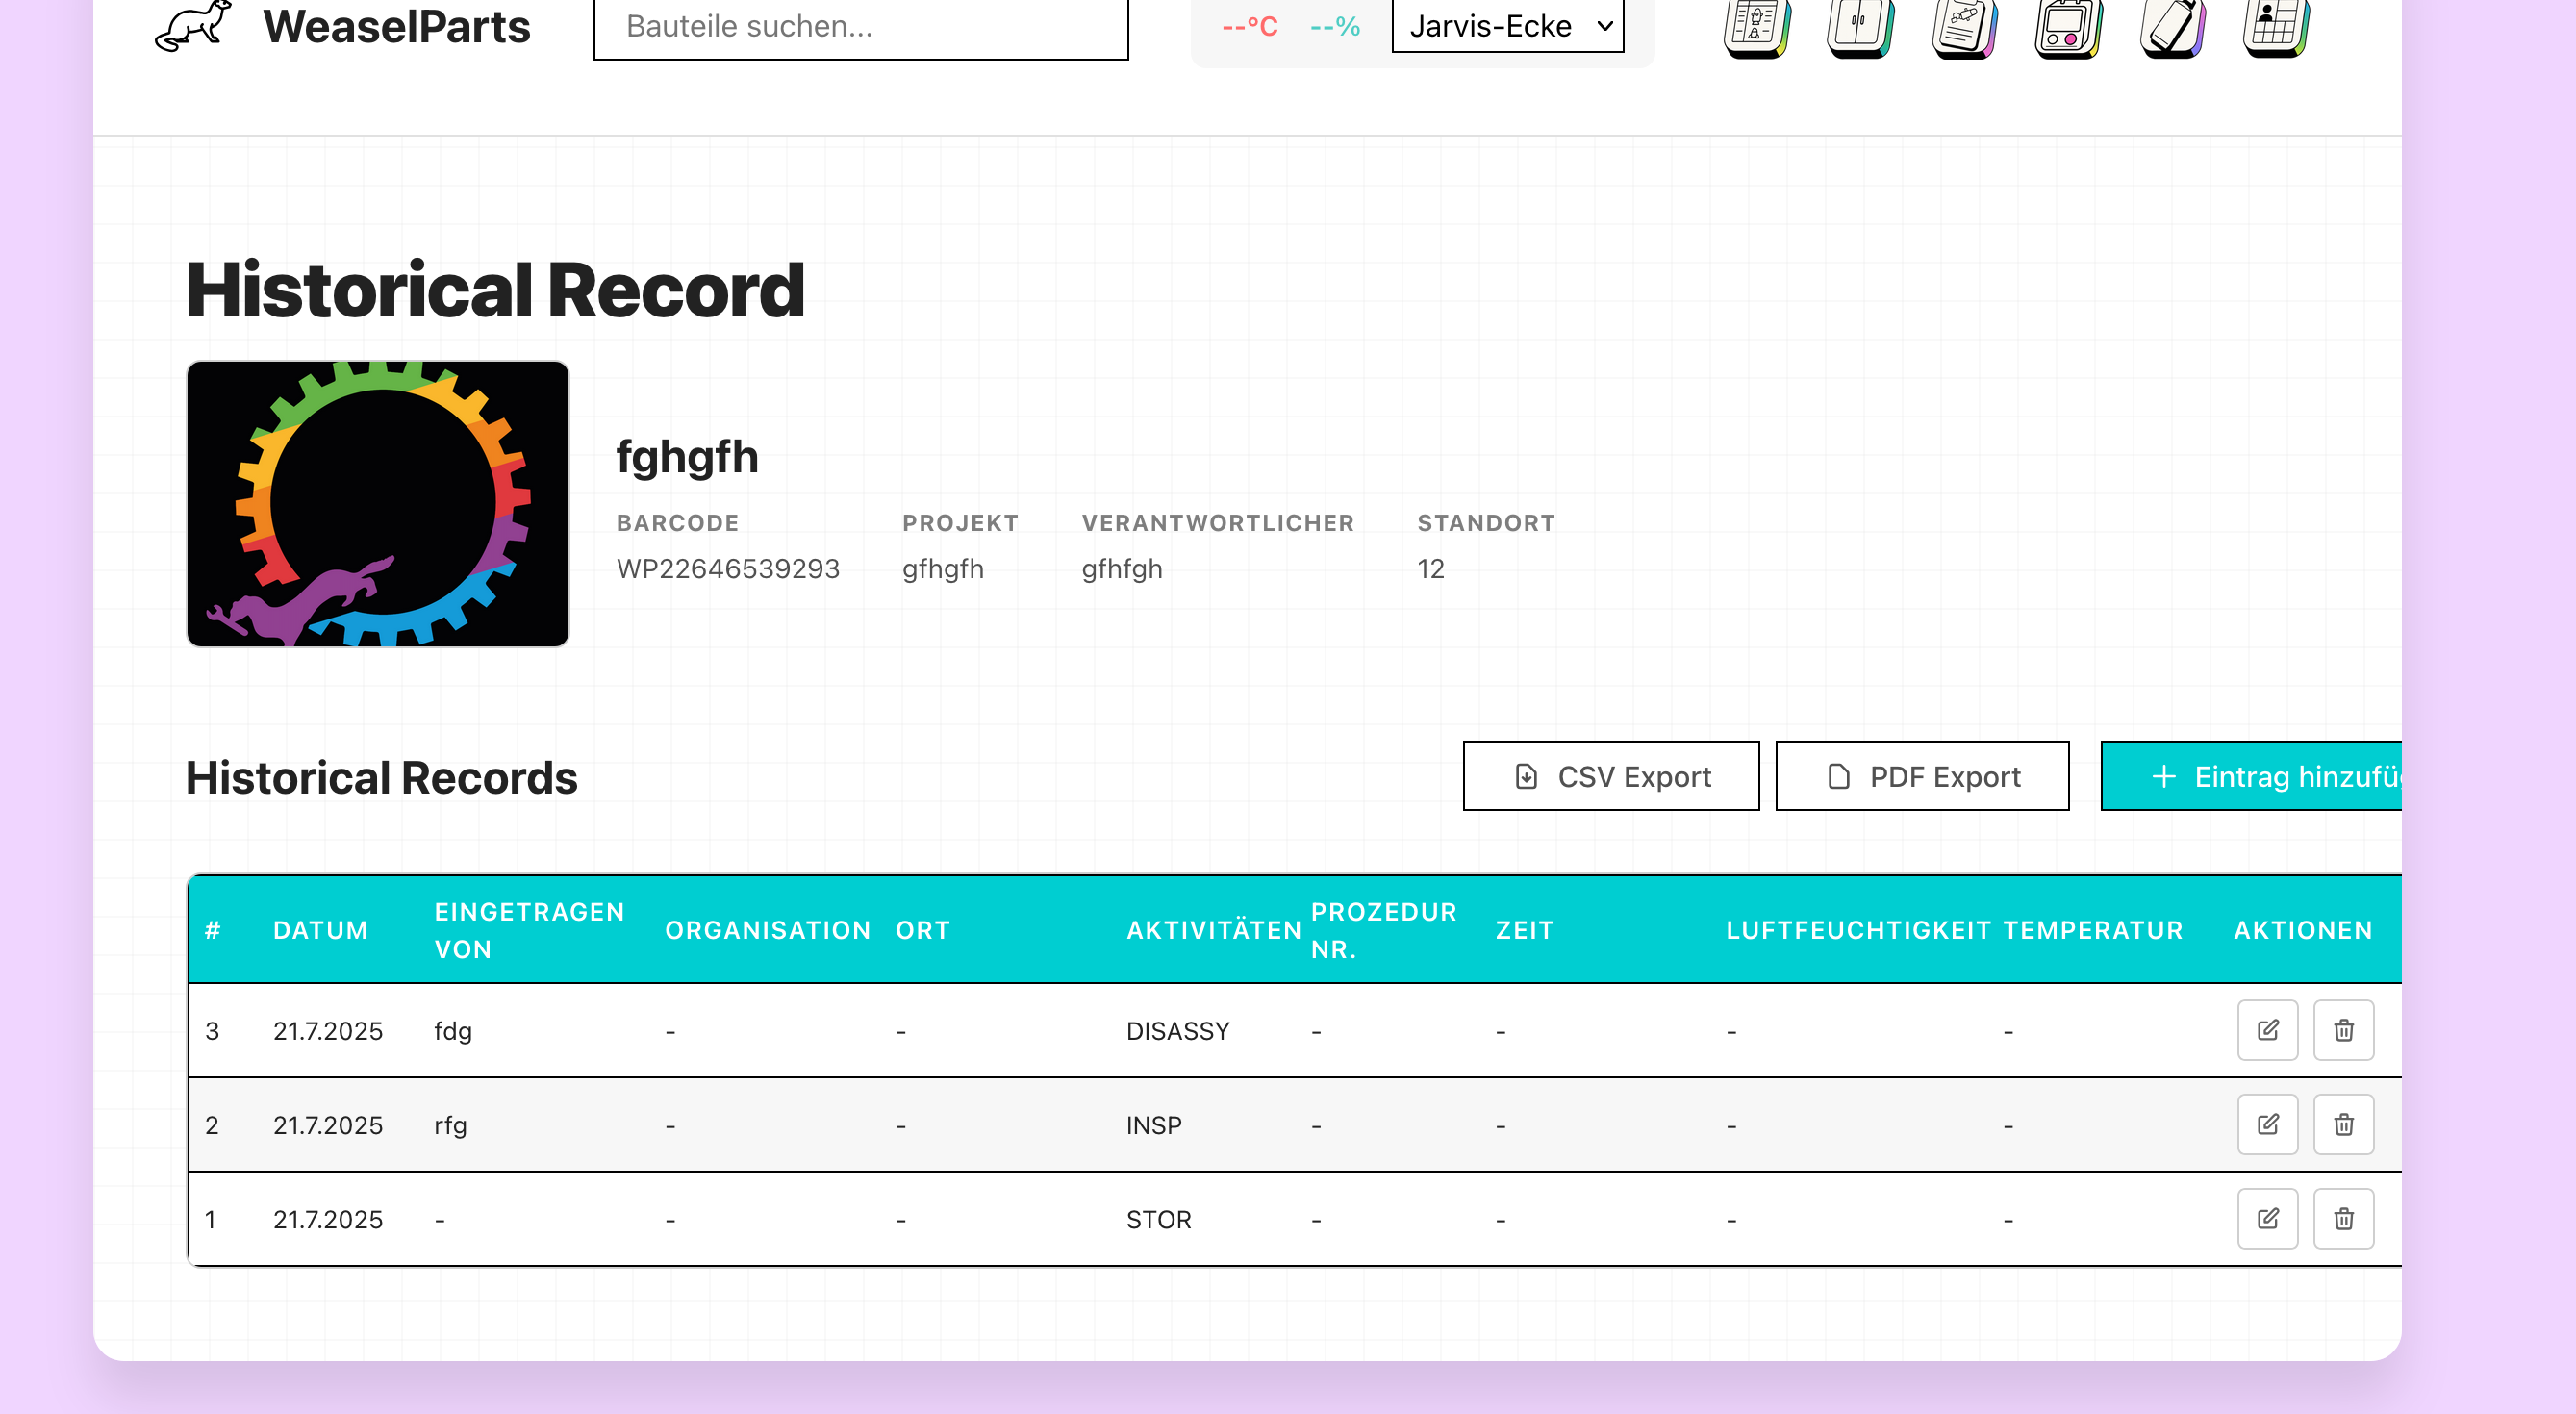 WeaselParts
Bauteile suchen...
--°C --%
Jarvis-Ecke
Historical Record
fghgfh
BARCODE PROJEKT VERANTWORTLICHER STANDORT
WP22646539293 gfhgfh gfhfgh 12
Historical Records
CSV Export
PDF Export
+ Eintrag hinzufü
# DATUM EINGETRAGEN VON ORGANISATION ORT AKTIVITÄTEN PROZEDUR NR. ZEIT LUFTFEUCHTIGKEIT TEMPERATUR AKTIONEN
3 21.7.2025 fdg - - DISASSY - - - -
2 21.7.2025 rfg - - INSP - - - -
1 21.7.2025 - - - STOR - - - -